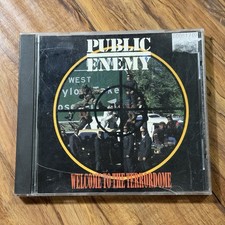 PUBLIC
ENEMY
WEST
WELCOME TO THE TERRORDOME